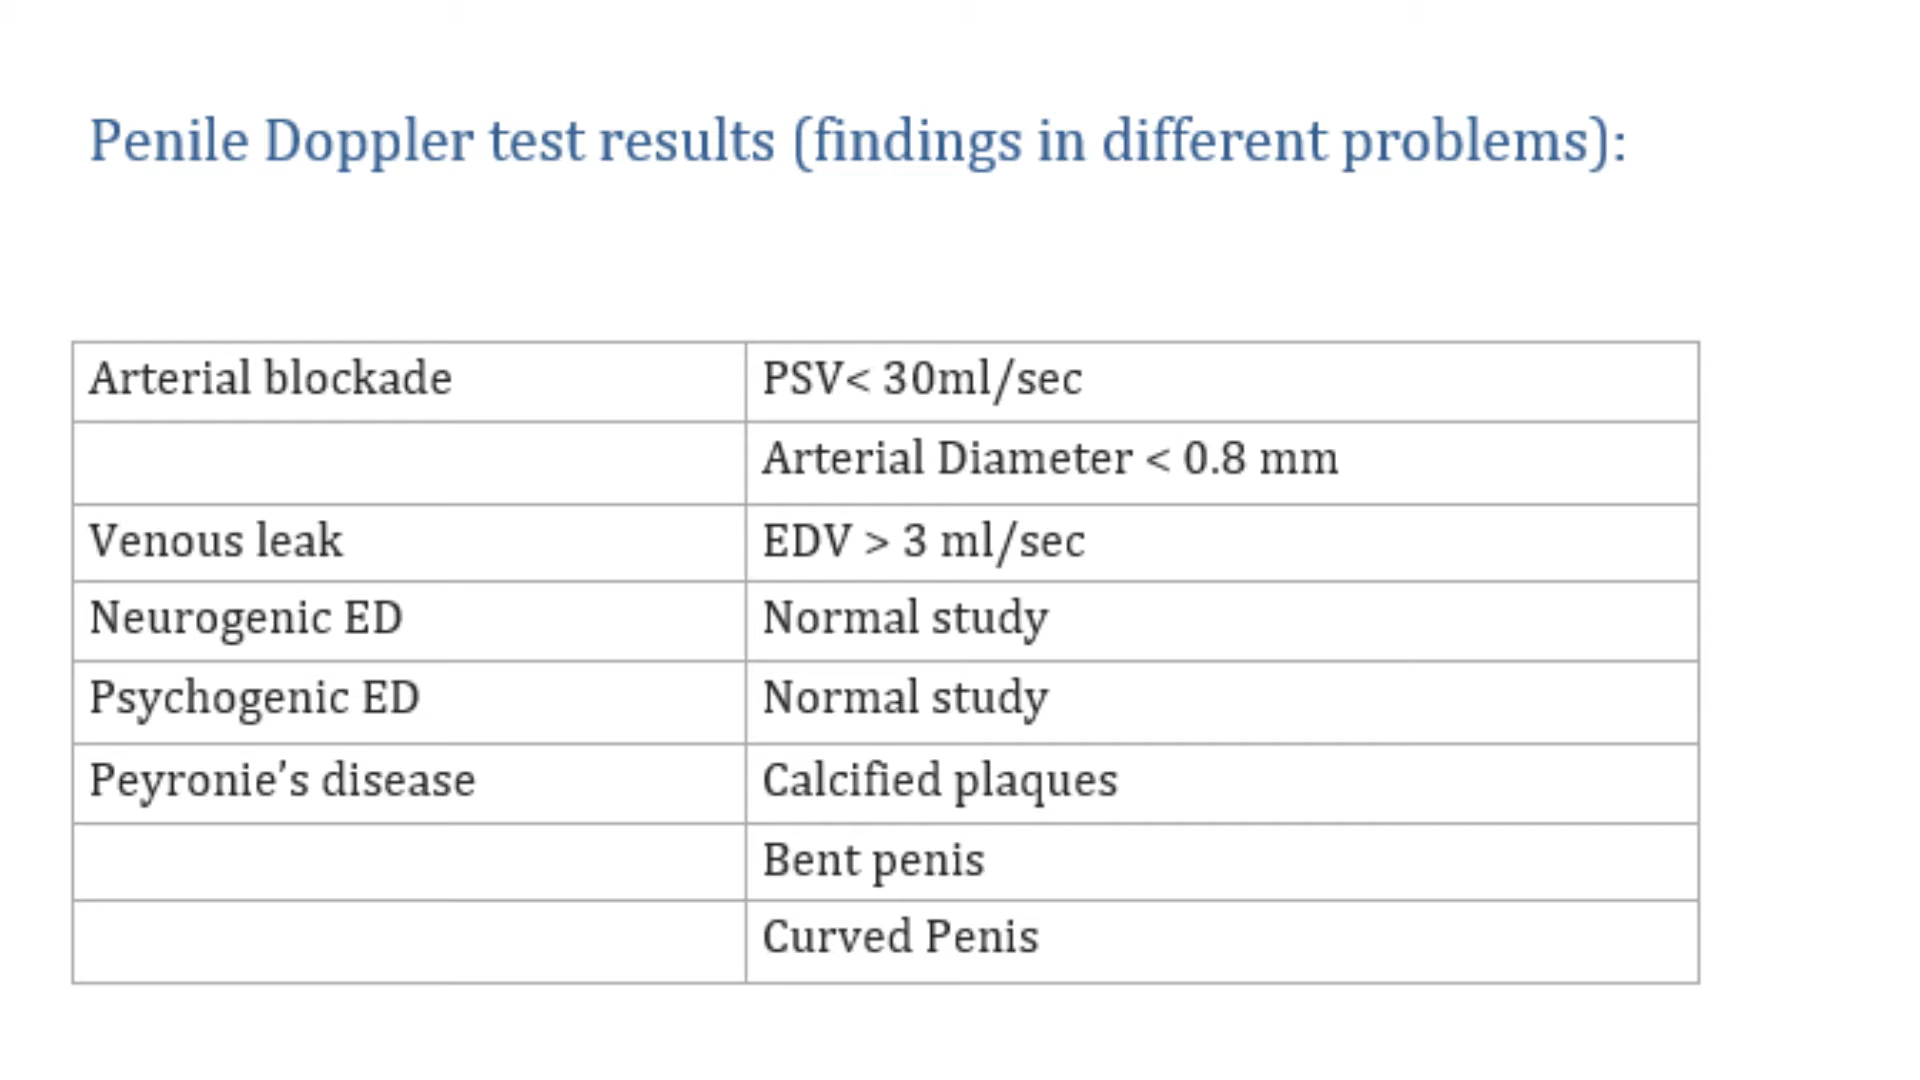 Penile Doppler test results (findings in different problems):
Arterial blockade PSV< 30ml/sec
Arterial Diameter < 0.8 mm
Venous leak EDV > 3 ml/sec
Neurogenic ED Normal study
Psychogenic ED Normal study
Peyronie’s disease Calcified plaques
Bent penis
Curved Penis